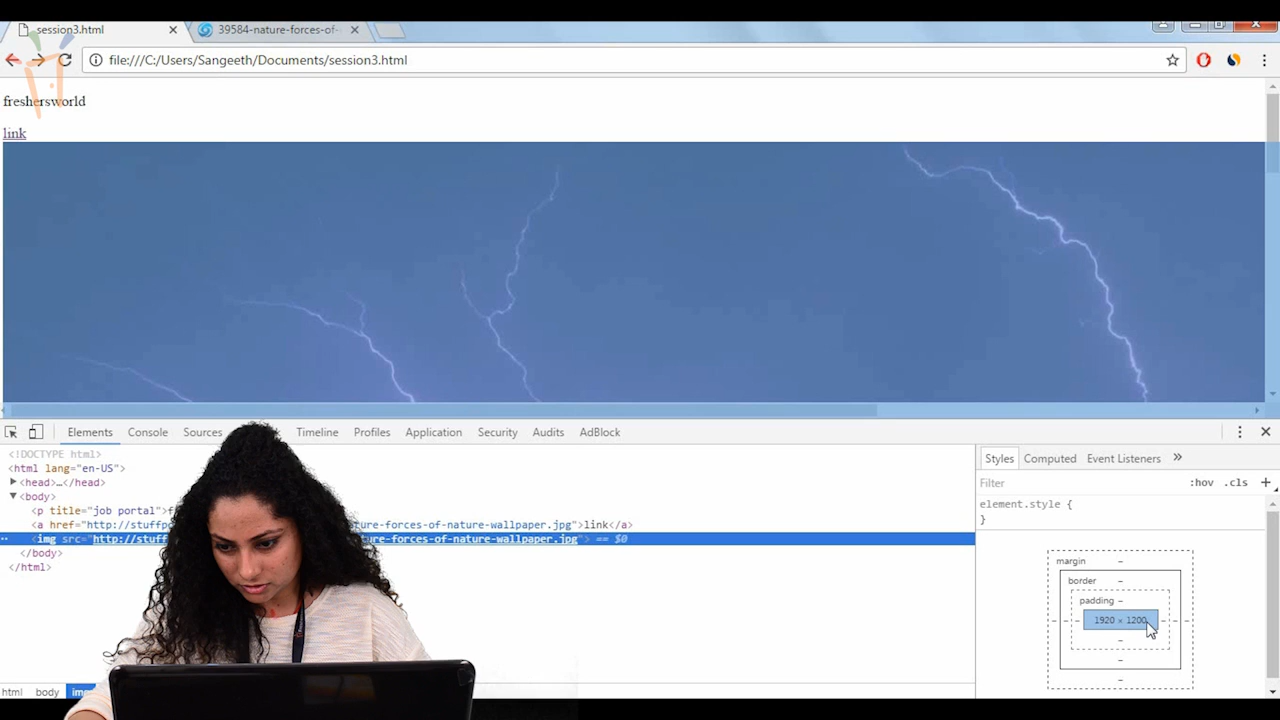 session3.html
39584-nature-forces-of-
file:///C:/Users/Sangeeth/Documents/session3.html
freshersworld
link
Elements Console Sources Timeline Profiles Application Security Audits AdBlock
<!DOCTYPE html>
<html lang="en-US">
<head>…</head>
<body>
<p title="job portal">
<a href="http://stuffp ure-forces-of-nature-wallpaper.jpg">link</a>
<img src="http://stuff ure-forces-of-nature-wallpaper.jpg"> == $0
</body>
</html>
html body
Styles Computed Event Listeners »
Filter :hov .cls +
element.style {
}
margin –
border –
padding –
– 1920 × 1200 –
–
–
–